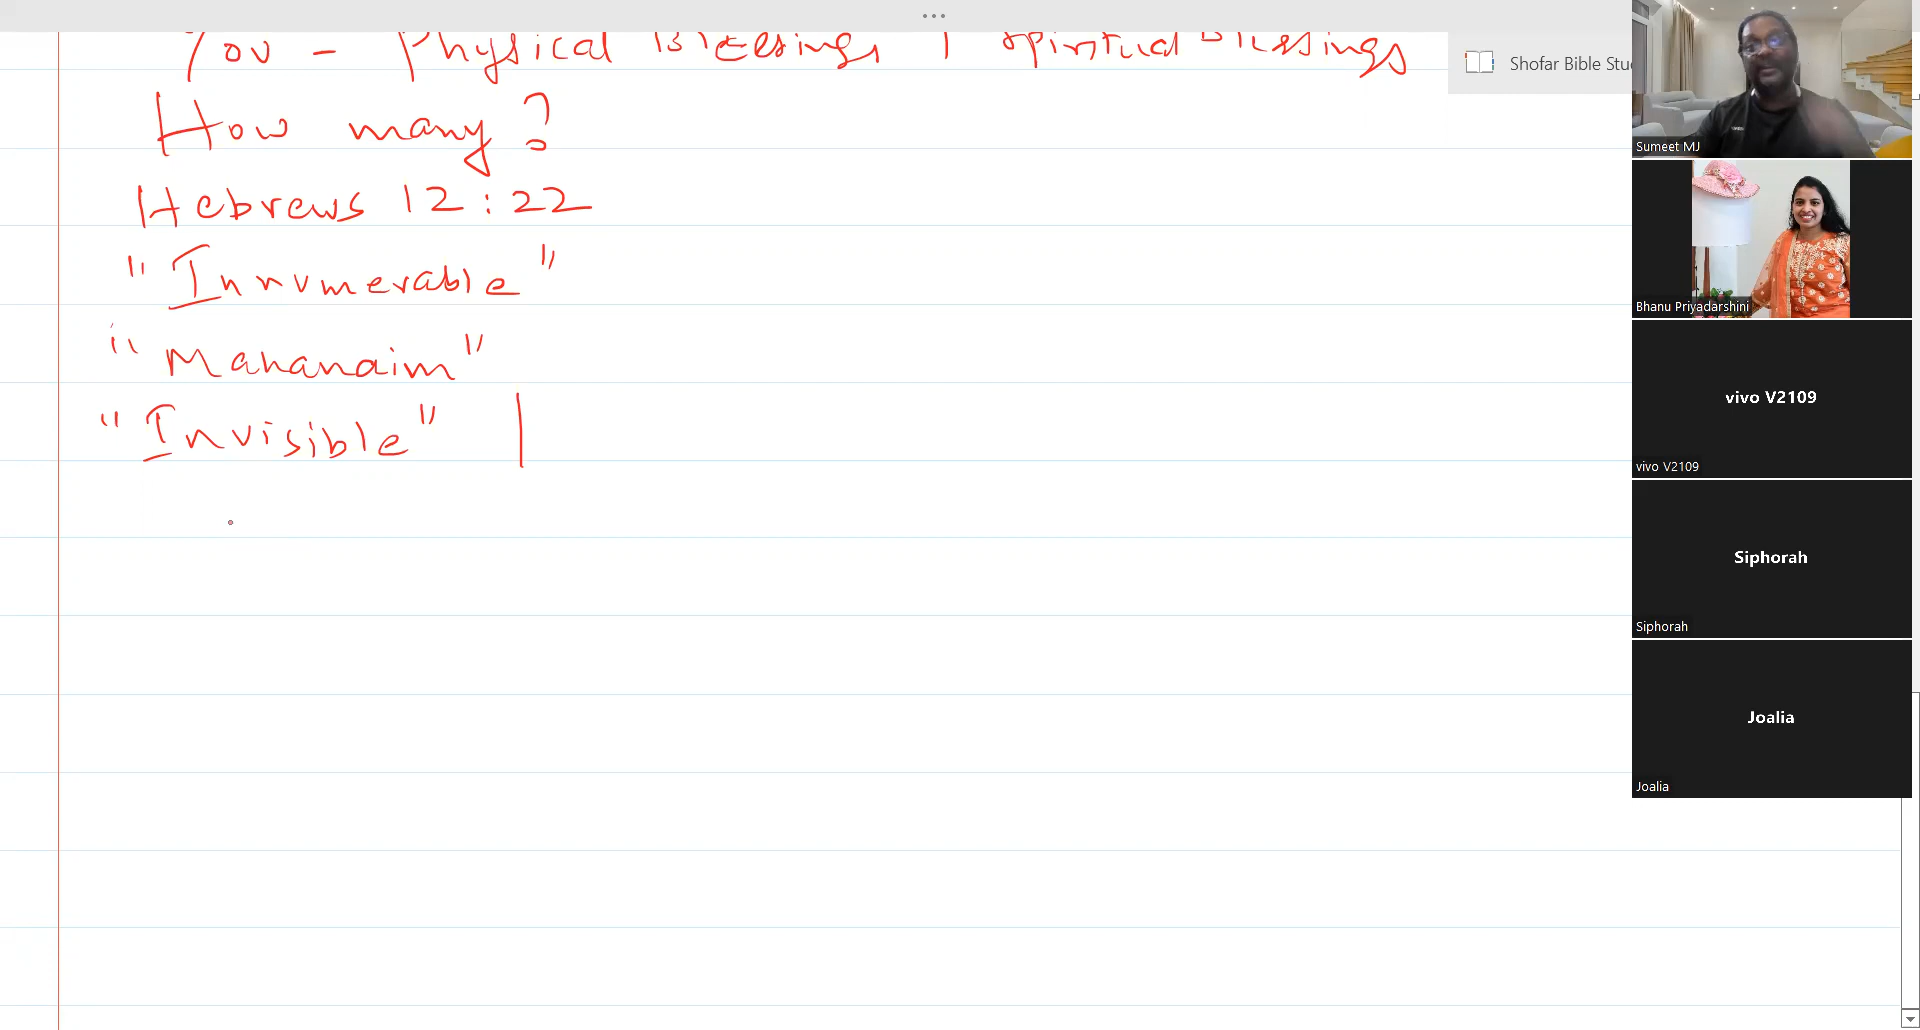 You - Physical Blessings | Spiritual Blessings
Shofar Bible Stu
How many?
Hebrews 12:22
"Innumerable"
"Mahanaim"
"Invisible" |
Sumeet MJ
Bhanu Priyadarshini
vivo V2109
vivo V2109
Siphorah
Siphorah
Joalia
Joalia